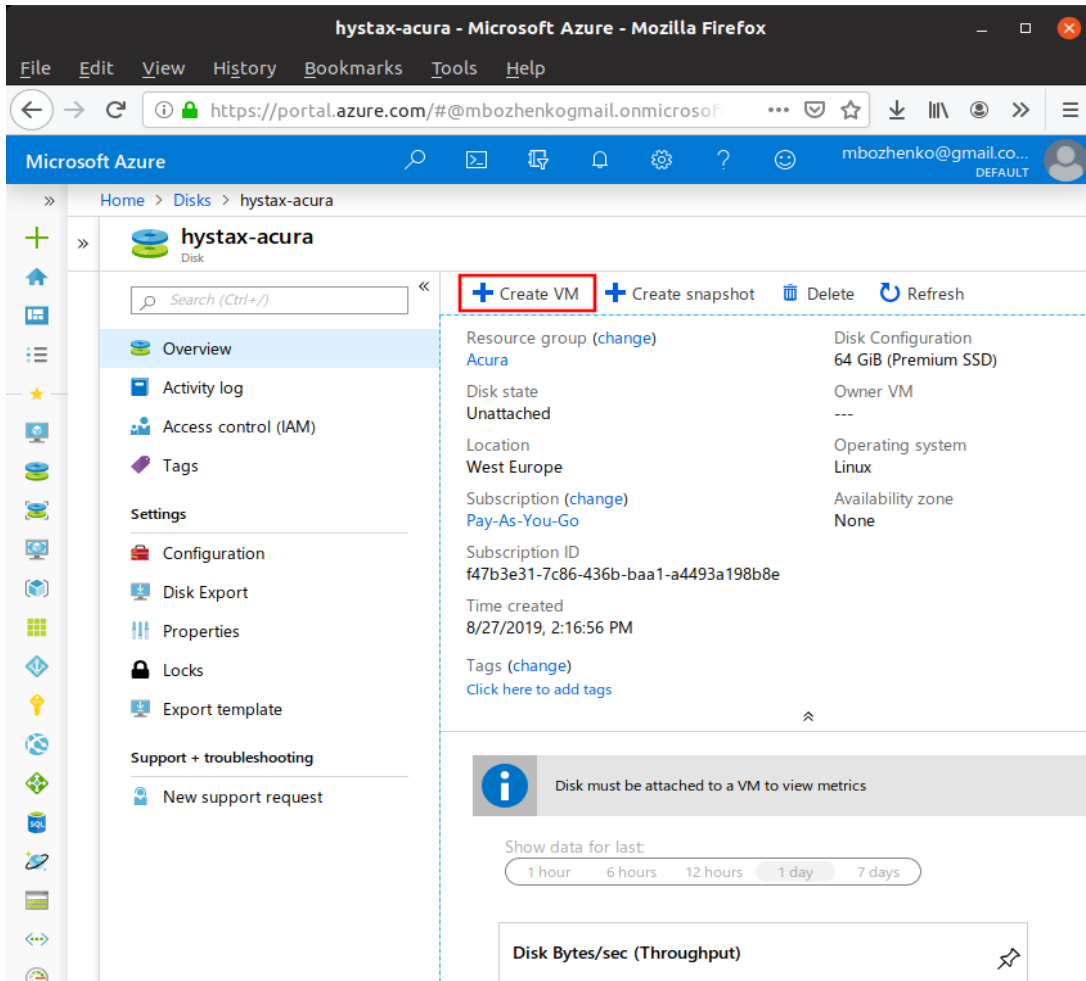 hystax-acura - Microsoft Azure - Mozilla Firefox
File Edit View History Bookmarks Tools Help
https://portal.azure.com/#@mbozhenkogmail.onmicrosof
Microsoft Azure
mbozhenko@gmail.co...
DEFAULT
Home > Disks > hystax-acura
hystax-acura
Disk
Search (Ctrl+/)
Overview
Activity log
Access control (IAM)
Tags
Settings
Configuration
Disk Export
Properties
Locks
Export template
Support + troubleshooting
New support request
Create VM Create snapshot Delete Refresh
Resource group (change)
Acura
Disk state
Unattached
Location
West Europe
Subscription (change)
Pay-As-You-Go
Subscription ID
f47b3e31-7c86-436b-baa1-a4493a198b8e
Time created
8/27/2019, 2:16:56 PM
Tags (change)
Click here to add tags
Disk Configuration
64 GiB (Premium SSD)
Owner VM
---
Operating system
Linux
Availability zone
None
Disk must be attached to a VM to view metrics
Show data for last:
1 hour 6 hours 12 hours 1 day 7 days
Disk Bytes/sec (Throughput)
SQL